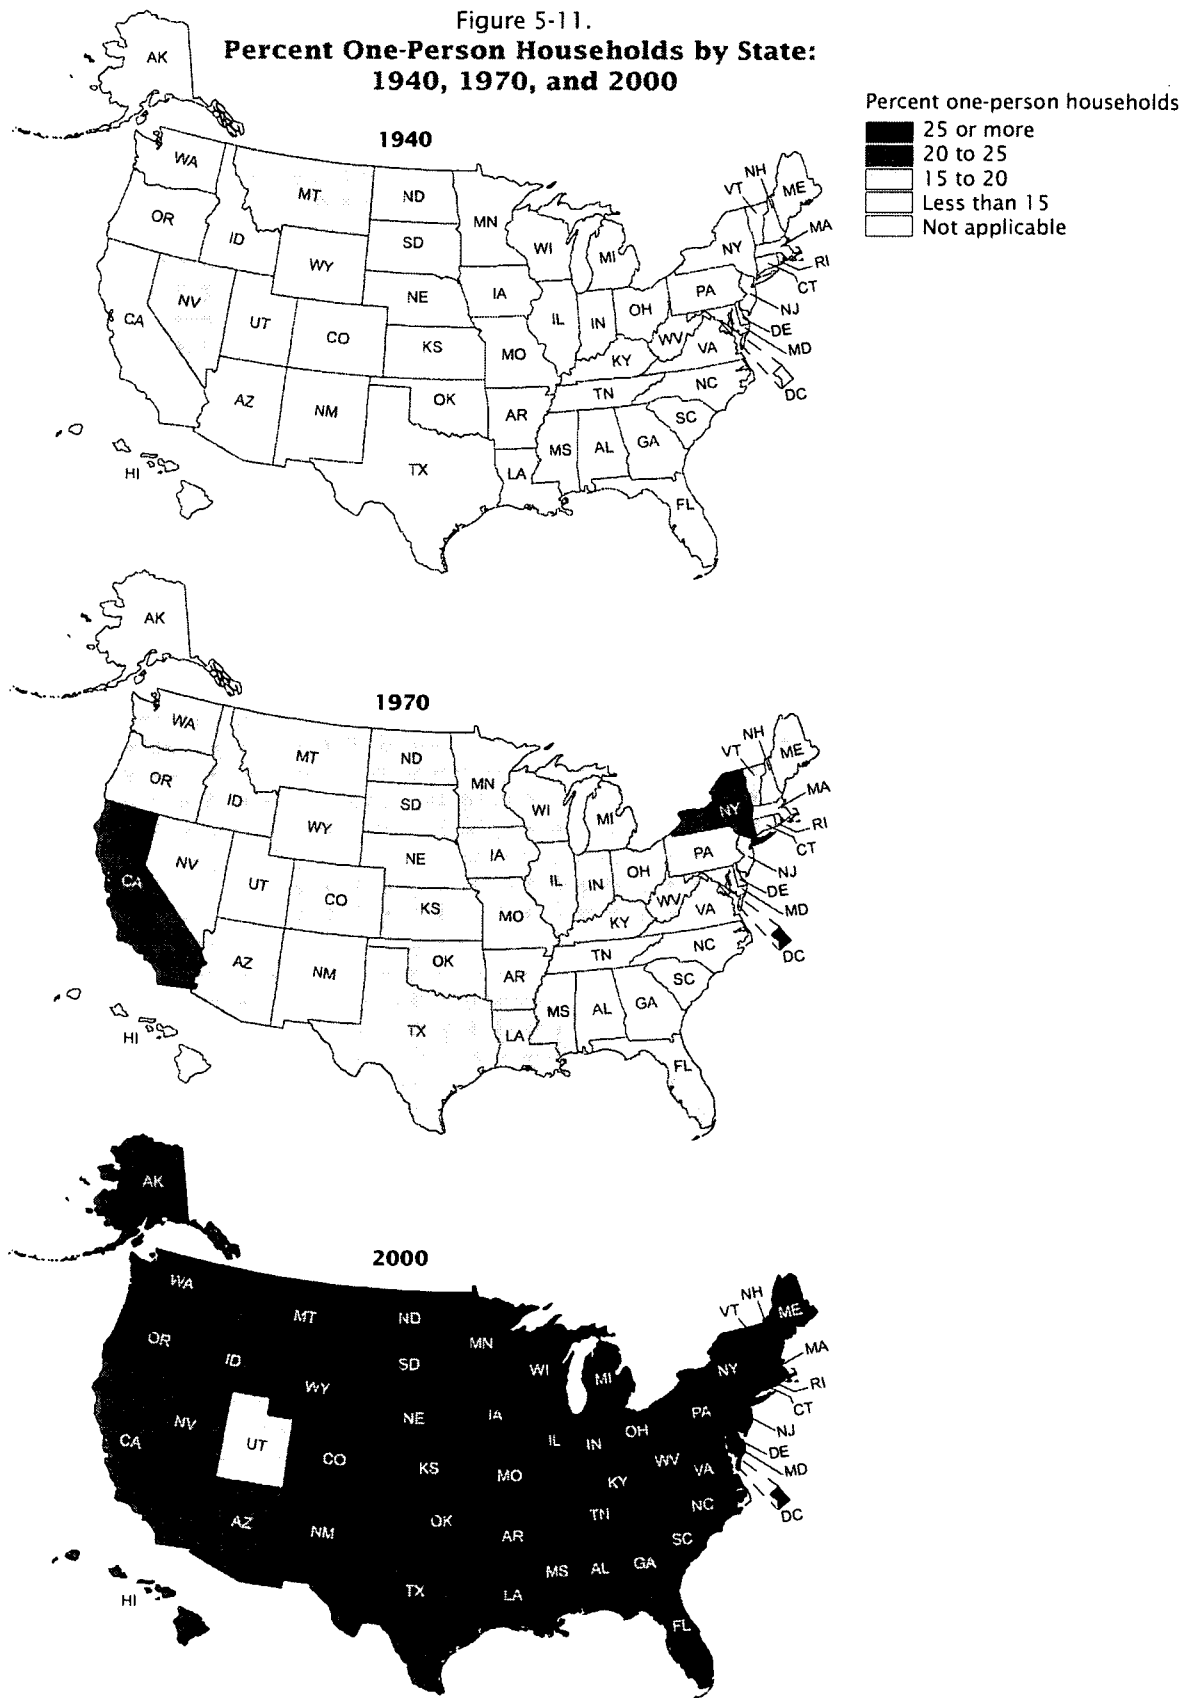 Figure 5-11.
Percent One-Person Households by State:
1940, 1970, and 2000
Percent one-person households
25 or more
20 to 25
15 to 20
Less than 15
Not applicable
1940
AK
WA
MT
ND
MN
VT
NH
ME
OR
ID
SD
WI
MI
NY
MA
WY
RI
CT
NV
NE
IA
PA
NJ
CA
UT
CO
IL
IN
OH
DE
KS
MO
WV
VA
MD
KY
DC
AZ
NM
OK
AR
TN
NC
SC
HI
TX
LA
MS
AL
GA
FL
1970
AK
WA
MT
ND
MN
VT
NH
ME
OR
ID
SD
WI
MI
NY
MA
WY
RI
CT
NV
NE
IA
PA
NJ
CA
UT
CO
IL
IN
OH
DE
KS
MO
WV
VA
MD
KY
DC
AZ
NM
OK
AR
TN
NC
SC
HI
TX
LA
MS
AL
GA
FL
2000
AK
WA
MT
ND
MN
VT
NH
ME
OR
ID
SD
WI
MI
NY
MA
WY
RI
CT
NV
NE
IA
PA
NJ
CA
UT
CO
IL
IN
OH
DE
KS
MO
WV
VA
MD
KY
DC
AZ
NM
OK
AR
TN
NC
SC
HI
TX
LA
MS
AL
GA
FL